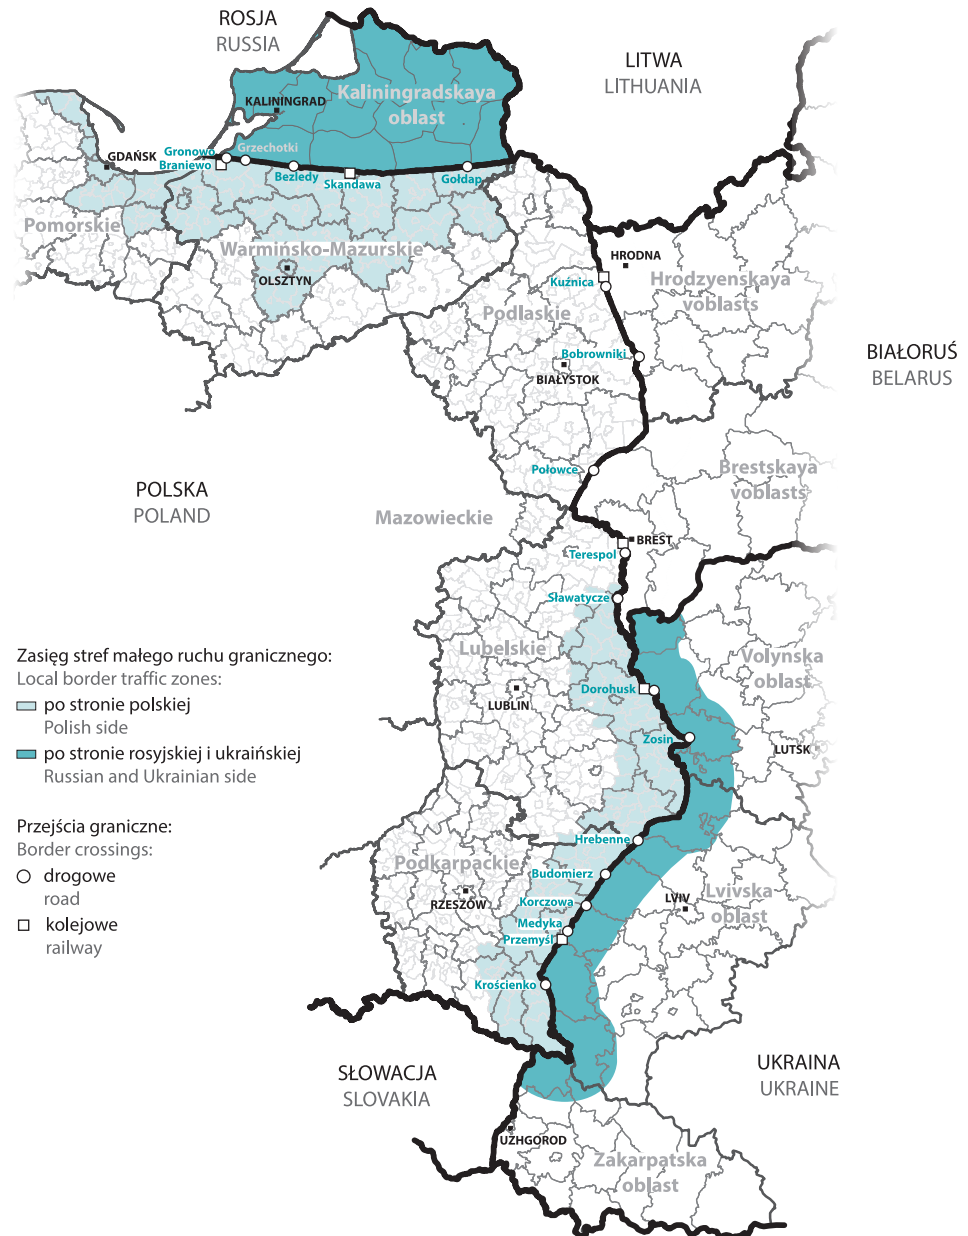 ROSJA
RUSSIA
LITWA
LITHUANIA
Kaliningradskaya
oblast
KALININGRAD
GDAŃSK
Gronowo
Braniewo
Grzechotki
Bezledy
Skandawa
Gołdap
Pomorskie
Warmińsko-Mazurskie
OLSZTYN
HRODNA
Kuźnica
Hrodzyenskaya
voblasts
Podlaskie
Bobrowniki
BIAŁYSTOK
BIAŁORUŚ
BELARUS
Połowce
Brestskaya
voblasts
POLSKA
POLAND
Mazowieckie
BREST
Terespol
Sławatycze
Lubelskie
Volynska
oblast
Zasięg stref małego ruchu granicznego:
Local border traffic zones:
po stronie polskiej
Polish side
po stronie rosyjskiej i ukraińskiej
Russian and Ukrainian side
Dorohusk
LUBLIN
Zosin
LUTSK
Przejścia graniczne:
Border crossings:
drogowe
road
kolejowe
railway
Hrebenne
Podkarpackie
Budomierz
RZESZÓW
Korczowa
LVIV
Lvivska
oblast
Medyka
Przemyśl
Krościenko
SŁOWACJA
SLOVAKIA
UKRAINA
UKRAINE
UZHGOROD
Zakarpatska
oblast